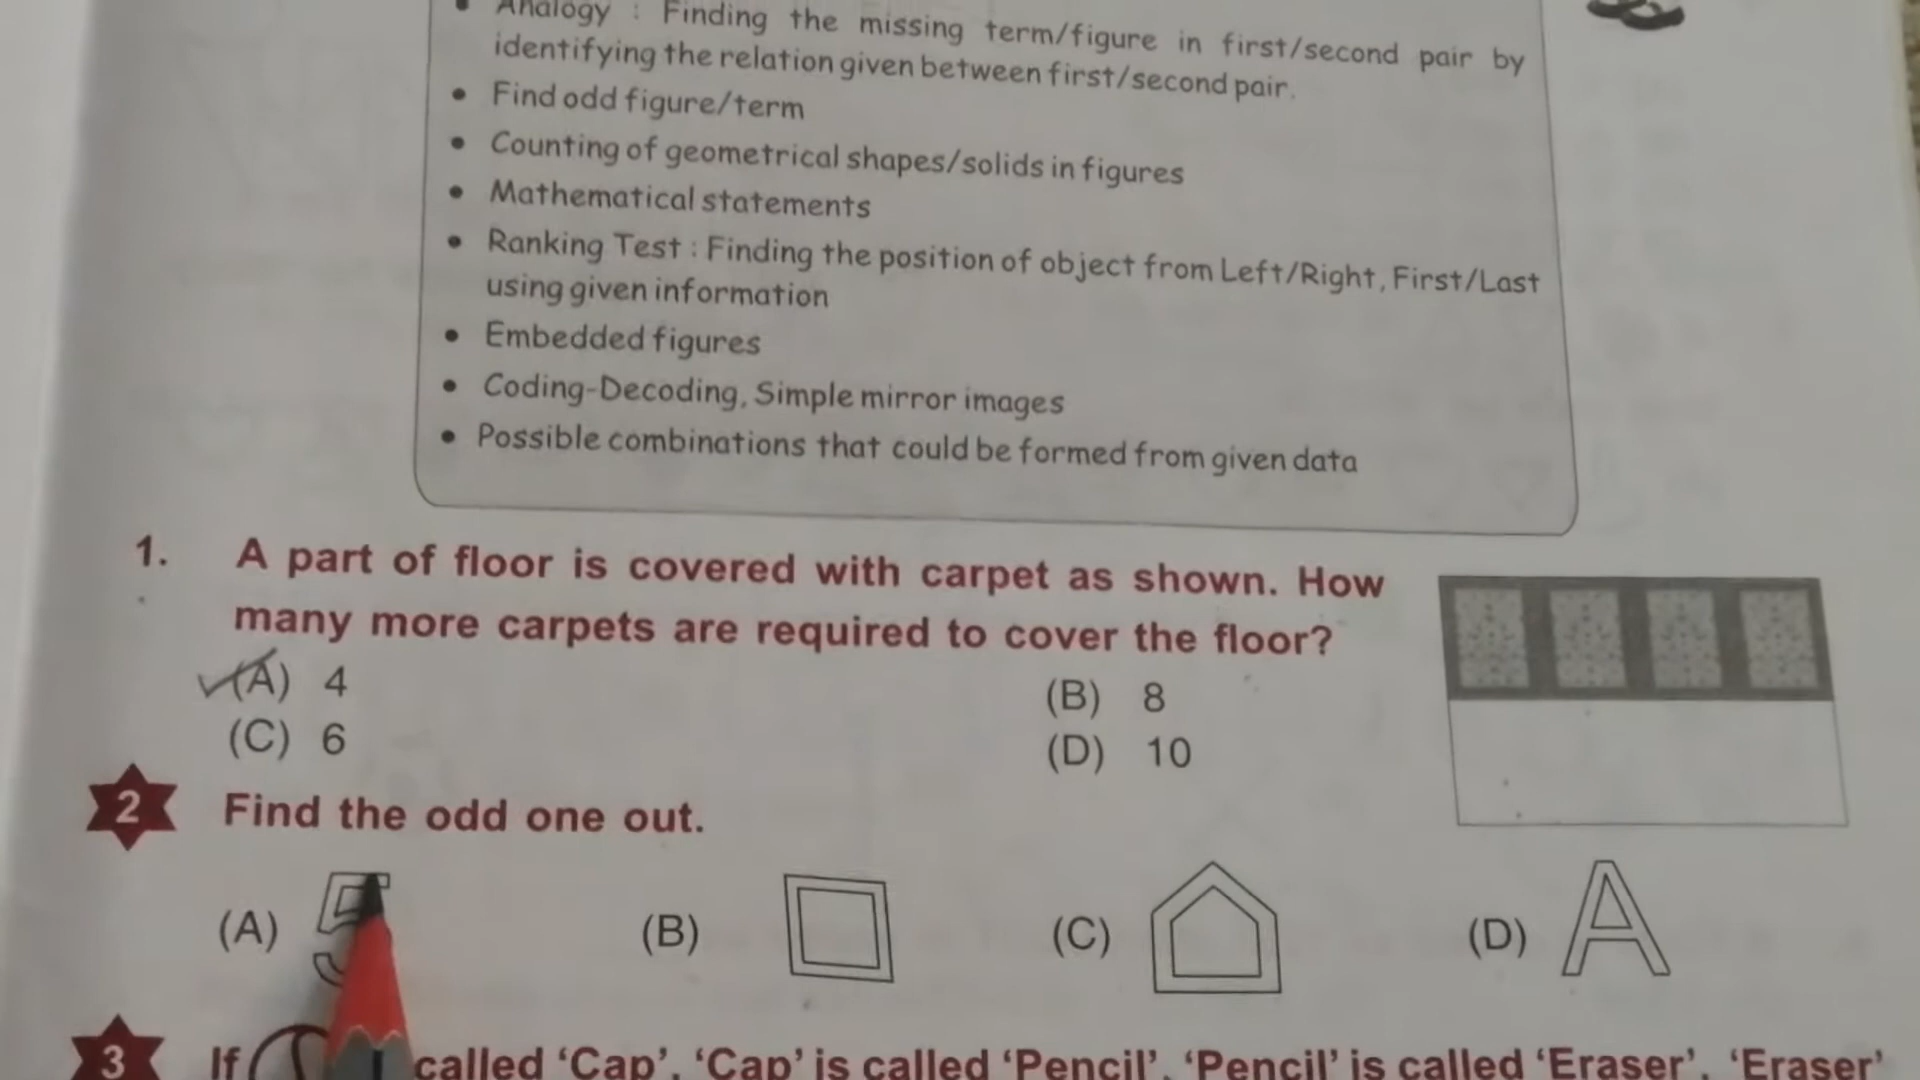 • Analogy : Finding the missing term/figure in first/second pair by
identifying the relation given between first/second pair.
• Find odd figure/term
• Counting of geometrical shapes/solids in figures
• Mathematical statements
• Ranking Test : Finding the position of object from Left/Right, First/Last
using given information
• Embedded figures
• Coding-Decoding, Simple mirror images
• Possible combinations that could be formed from given data
1. A part of floor is covered with carpet as shown. How
many more carpets are required to cover the floor?
(A) 4 (B) 8
(C) 6 (D) 10
2 Find the odd one out.
(A) 5 (B) (C) (D) A
3 If called ‘Cap’, ‘Cap’ is called ‘Pencil’, ‘Pencil’ is called ‘Eraser’, ‘Eraser’